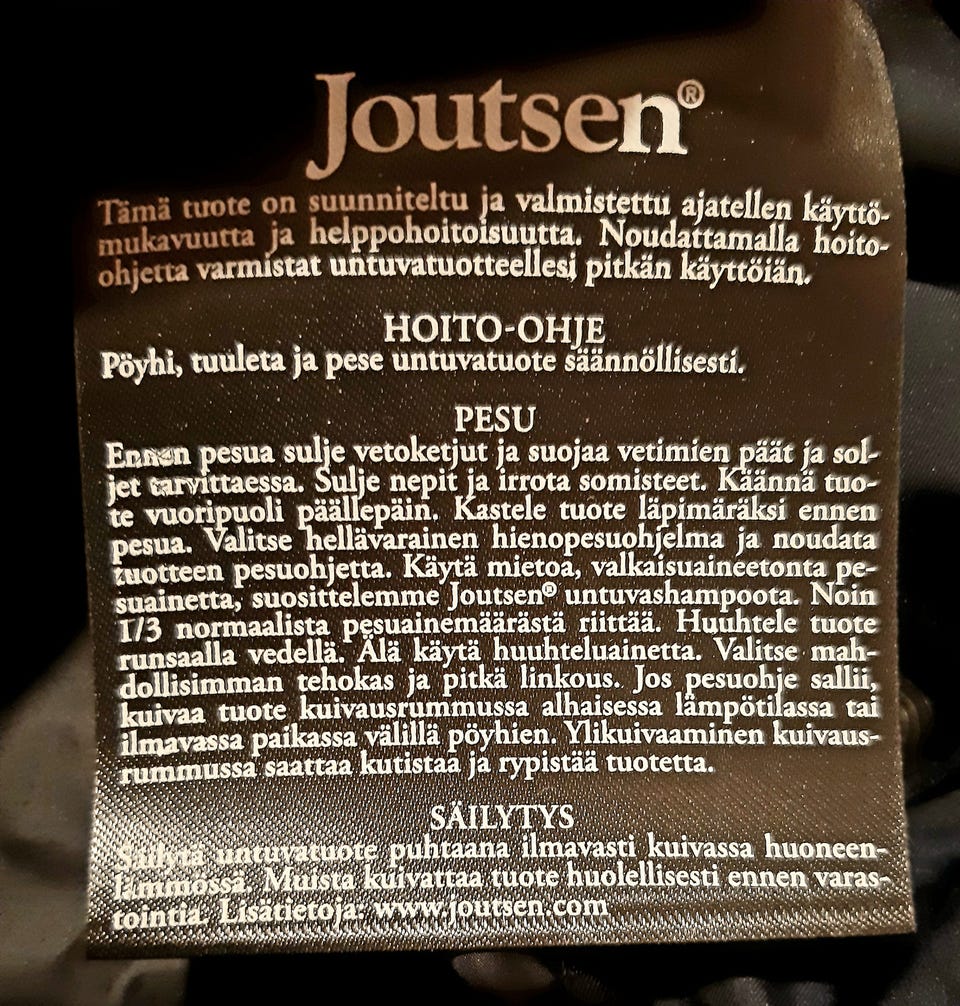 Joutsen®
Tämä tuote on suunniteltu ja valmistettu ajatellen käyttö-
mukavuutta ja helppohoitoisuutta. Noudattamalla hoito-
ohjetta varmistat untuvatuotteellesi pitkän käyttöiän.
HOITO-OHJE
Pöyhi, tuuleta ja pese untuvatuote säännöllisesti.
PESU
Ennen pesua sulje vetoketjut ja suojaa vetimien päät ja sol-
jet tarvittaessa. Sulje nepit ja irrota somisteet. Käännä tuo-
te vuoripuoli päällepäin. Kastele tuote läpimäräksi ennen
pesua. Valitse hellävarainen hienopesuohjelma ja noudata
tuotteen pesuohjetta. Käytä mietoa, valkaisuaineetonta pe-
suainetta, suosittelemme Joutsen® untuvashampoota. Noin
1/3 normaalista pesuainemäärästä riittää. Huuhtele tuote
runsaalla vedellä. Älä käytä huuhteluainetta. Valitse mah-
dollisimman tehokas ja pitkä linkous. Jos pesuohje sallii,
kuivaa tuote kuivausrummussa alhaisessa lämpötilassa tai
ilmavassa paikassa välillä pöyhien. Ylikuivaaminen kuivaus-
rummussa saattaa kutistaa ja rypistää tuotetta.
SÄILYTYS
Säilytä untuvatuote puhtaana ilmavasti kuivassa huoneen-
lämmössä. Muista kuivattaa tuote huolellisesti ennen varas-
tointia. Lisätietoja: www.joutsen.com